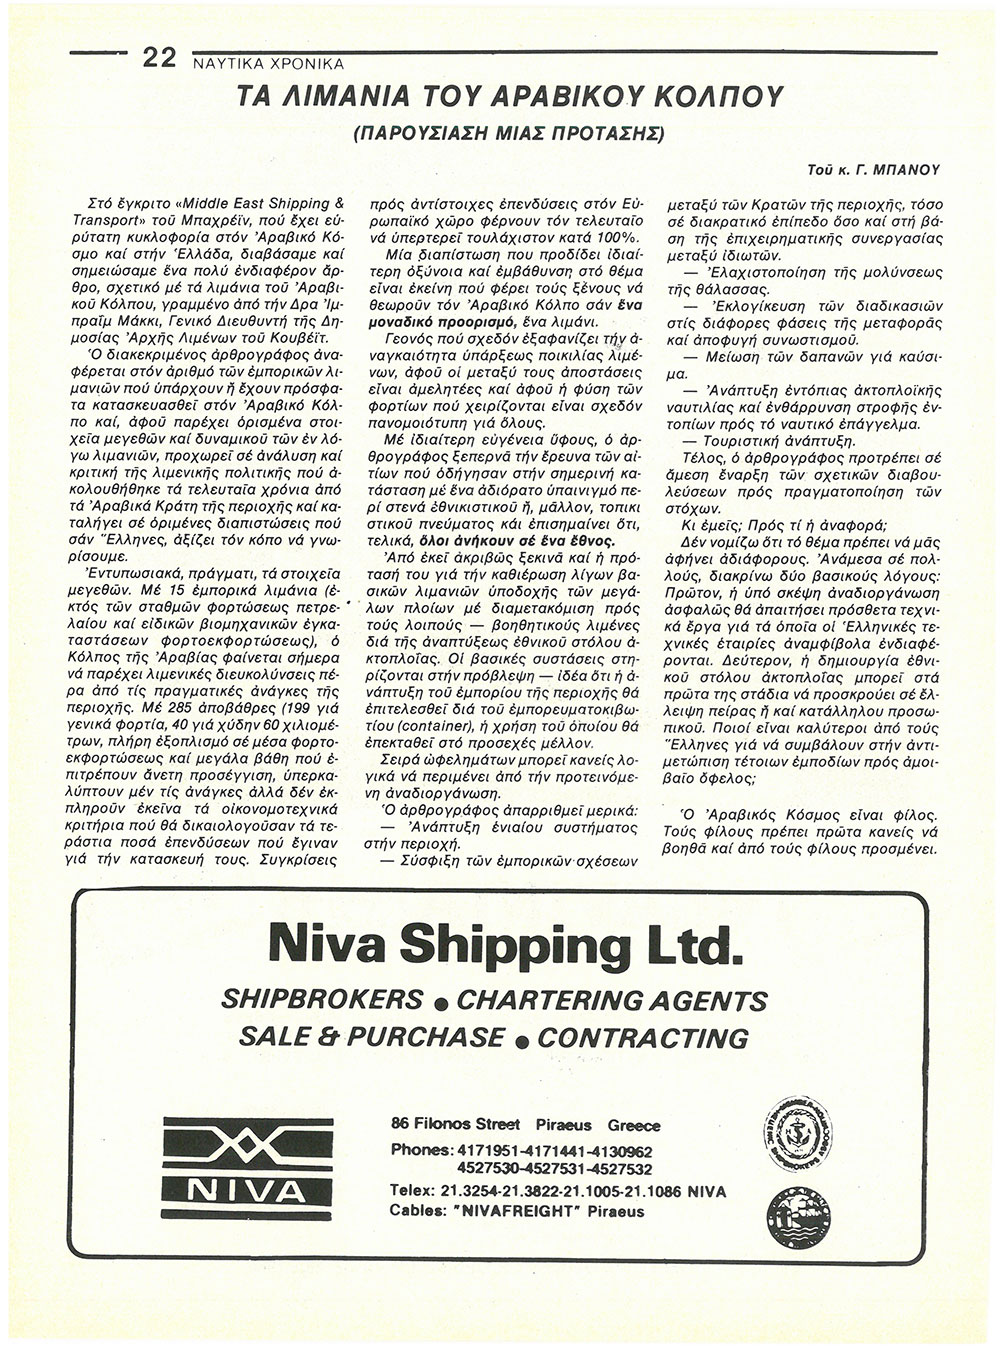 22 ΝΑΥΤΙΚΑ ΧΡΟΝΙΚΑ
ΤΑ ΛΙΜΑΝΙΑ ΤΟΥ ΑΡΑΒΙΚΟΥ ΚΟΛΠΟΥ
(ΠΑΡΟΥΣΙΑΣΗ ΜΙΑΣ ΠΡΟΤΑΣΗΣ)
Τοῦ κ. Γ. ΜΠΑΝΟΥ
Στό ἔγκριτο «Middle East Shipping &
Transport» τοῦ Μπαχρέϊν, πού ἔχει εὐ-
ρύτατη κυκλοφορία στόν Ἀραβικό Κό-
σμο καί στήν Ἑλλάδα, διαβάσαμε καί
σημειώσαμε ἕνα πολύ ἐνδιαφέρον ἄρ-
θρο, σχετικό μέ τά λιμάνια τοῦ Ἀραβι-
κοῦ Κόλπου, γραμμένο ἀπό τήν Δρα Ἰμ-
πραΐμ Μάκκι, Γενικό Διευθυντή τῆς Δη-
μοσίας Ἀρχῆς Λιμένων τοῦ Κουβέϊτ.
Ὁ διακεκριμένος ἀρθρογράφος ἀνα-
φέρεται στόν ἀριθμό τῶν ἐμπορικῶν λι-
μανιῶν πού ὑπάρχουν ἤ ἔχουν πρόσφα-
τα κατασκευασθεῖ στόν Ἀραβικό Κόλ-
πο καί, ἀφοῦ παρέχει ὁρισμένα στοι-
χεῖα μεγεθῶν καί δυναμικοῦ τῶν ἐν λό-
γω λιμανιῶν, προχωρεῖ σέ ἀνάλυση καί
κριτική τῆς λιμενικῆς πολιτικῆς πού ἀ-
κολουθήθηκε τά τελευταῖα χρόνια ἀπό
τά Ἀραβικά Κράτη τῆς περιοχῆς καί κα-
ταλήγει σέ ὁριμένες διαπιστώσεις πού
σάν Ἕλληνες, ἀξίζει τόν κόπο νά γνω-
ρίσουμε.
Ἐντυπωσιακά, πράγματι, τά στοιχεῖα
μεγεθῶν. Μέ 15 ἐμπορικά λιμάνια (ἐ-
κτός τῶν σταθμῶν φορτώσεως πετρε-
λαίου καί εἰδικῶν βιομηχανικῶν ἐγκα-
ταστάσεων φορτοεκφορτώσεως), ὁ
Κόλπος τῆς Ἀραβίας φαίνεται σήμερα
νά παρέχει λιμενικές διευκολύνσεις πέ-
ρα ἀπό τίς πραγματικές ἀνάγκες τῆς
περιοχῆς. Μέ 285 ἀποβάθρες (199 γιά
γενικά φορτία, 40 γιά χύδην 60 χιλιομέ-
τρων, πλήρη ἐξοπλισμό σέ μέσα φορτο-
εκφορτώσεως καί μεγάλα βάθη πού ἐ-
πιτρέπουν ἄνετη προσέγγιση, ὑπερκα-
λύπτουν μέν τίς ἀνάγκες ἀλλά δέν ἐκ-
πληροῦν ἐκεῖνα τά οἰκονομοτεχνικά
κριτήρια πού θά δικαιολογοῦσαν τά τε-
ράστια ποσά ἐπενδύσεων πού ἔγιναν
γιά τήν κατασκευή τους. Συγκρίσεις
πρός ἀντίστοιχες ἐπενδύσεις στόν Εὐ-
ρωπαϊκό χῶρο φέρνουν τόν τελευταῖο
νά ὑπερτερεῖ τουλάχιστον κατά 100%.
Μία διαπίστωση που προδίδει ἰδιαί-
τερη ὀξύνοια καί ἐμβάθυνση στό θέμα
εἶναι ἐκείνη πού φέρει τούς ξένους νά
θεωροῦν τόν Ἀραβικό Κόλπο σάν ἕνα
μοναδικό προορισμό, ἕνα λιμάνι.
Γεονός πού σχεδόν ἐξαφανίζει τήν ἀ-
ναγκαιότητα ὑπάρξεως ποικιλίας λιμέ-
νων, ἀφοῦ οἱ μεταξύ τους ἀποστάσεις
εἶναι ἀμελητέες καί ἀφοῦ ἡ φύση τῶν
φορτίων πού χειρίζονται εἶναι σχεδόν
πανομοιότυπη γιά ὅλους.
Μέ ἰδιαίτερη εὐγένεια ὕφους, ὁ ἀρ-
θρογράφος ξεπερνᾶ τήν ἔρευνα τῶν αἰ-
τίων πού ὁδήγησαν στήν σημερινή κα-
τάσταση μέ ἕνα ἀδιόρατο ὑπαινιγμό πε-
ρί στενά ἐθνικιστικοῦ ἤ, μᾶλλον, τοπικι
στικοῦ πνεύματος κάι ἐπισημαίνει ὅτι,
τελικά, ὅλοι ἀνήκουν σέ ἕνα ἔθνος.
Ἀπό ἐκεῖ ἀκριβῶς ξεκινᾶ καί ἡ πρό-
τασή του γιά τήν καθιέρωση λίγων βα-
σικῶν λιμανιῶν ὑποδοχῆς τῶν μεγά-
λων πλοίων μέ διαμετακόμιση πρός
τούς λοιπούς — βοηθητικούς λιμένες
διά τῆς ἀναπτύξεως ἐθνικοῦ στόλου ἀ-
κτοπλοΐας. Οἱ βασικές συστάσεις στη-
ρίζονται στήν πρόβλεψη — ἰδέα ὅτι ἡ ἀ-
νάπτυξη τοῦ ἐμπορίου τῆς περιοχῆς θά
ἐπιτελεσθεῖ διά τοῦ ἐμπορευματοκιβω-
τίου (container), ἡ χρήση τοῦ ὁποίου θά
ἐπεκταθεῖ στό προσεχές μέλλον.
Σειρά ὠφελημάτων μπορεῖ κανείς λο-
γικά νά περιμένει ἀπό τήν προτεινόμε-
νη ἀναδιοργάνωση.
Ὁ ἀρθρογάφος ἀπαρριθμεῖ μερικά:
— Ἀνάπτυξη ἑνιαίου συστήματος
στήν περιοχή.
— Σύσφιξη τῶν ἐμπορικῶν σχέσεων
μεταξύ τῶν Κρατῶν τῆς περιοχῆς, τόσο
σέ διακρατικό ἐπίπεδο ὅσο καί στή βά-
ση τῆς ἐπιχειρηματικῆς συνεργασίας
μεταξύ ἰδιωτῶν.
— Ἐλαχιστοποίηση τῆς μολύνσεως
τῆς θάλασσας.
— Ἐκλογίκευση τῶν διαδικασιῶν
στίς διάφορες φάσεις τῆς μεταφορᾶς
καί ἀποφυγή συνωστισμοῦ.
— Μείωση τῶν δαπανῶν γιά καύσι-
μα.
— Ἀνάπτυξη ἐντόπιας ἀκτοπλοϊκῆς
ναυτιλίας καί ἐνθάρρυνση στροφῆς ἐν-
τοπίων πρός τό ναυτικό ἐπάγγελμα.
— Τουριστική ἀνάπτυξη.
Τέλος, ὁ ἀρθρογράφος προτρέπει σέ
ἄμεση ἔναρξη τῶν σχετικῶν διαβου-
λεύσεων πρός πραγματοποίηση τῶν
στόχων.
Κι ἐμεῖς; Πρός τί ἡ ἀναφορά;
Δέν νομίζω ὅτι τό θέμα πρέπει νά μᾶς
ἀφήνει ἀδιάφορους. Ἀνάμεσα σέ πολ-
λούς, διακρίνω δύο βασικούς λόγους:
Πρῶτον, ἡ ὑπό σκέψη ἀναδιοργάνωση
ἀσφαλῶς θά ἀπαιτήσει πρόσθετα τεχνι-
κά ἔργα γιά τά ὁποῖα οἱ Ἑλληνικές τε-
χνικές ἑταιρίες ἀναμφίβολα ἐνδιαφέ-
ρονται. Δεύτερον, ἡ δημιουργία ἐθνι-
κοῦ στόλου ἀκτοπλοΐας μπορεῖ στά
πρῶτα της στάδια νά προσκρούει σέ ἔλ-
λειψη πείρας ἤ καί κατάλληλου προσω-
πικοῦ. Ποιοί εἶναι καλύτεροι ἀπό τούς
Ἕλληνες γιά νά συμβάλουν στήν ἀντι-
μετώπιση τέτοιων ἐμποδίων πρός ἀμοι-
βαῖο ὄφελος;
Ὁ Ἀραβικός Κόσμος εἶναι φίλος.
Τούς φίλους πρέπει πρῶτα κανείς νά
βοηθᾶ καί ἀπό τούς φίλους προσμένει.
Niva Shipping Ltd.
SHIPBROKERS ● CHARTERING AGENTS
SALE & PURCHASE ● CONTRACTING
NIVA
86 Filonos Street Piraeus Greece
Phones: 4171951-4171441-4130962
4527530-4527531-4527532
Telex: 21.3254-21.3822-21.1005-21.1086 NIVA
Cables: "NIVAFREIGHT" Piraeus